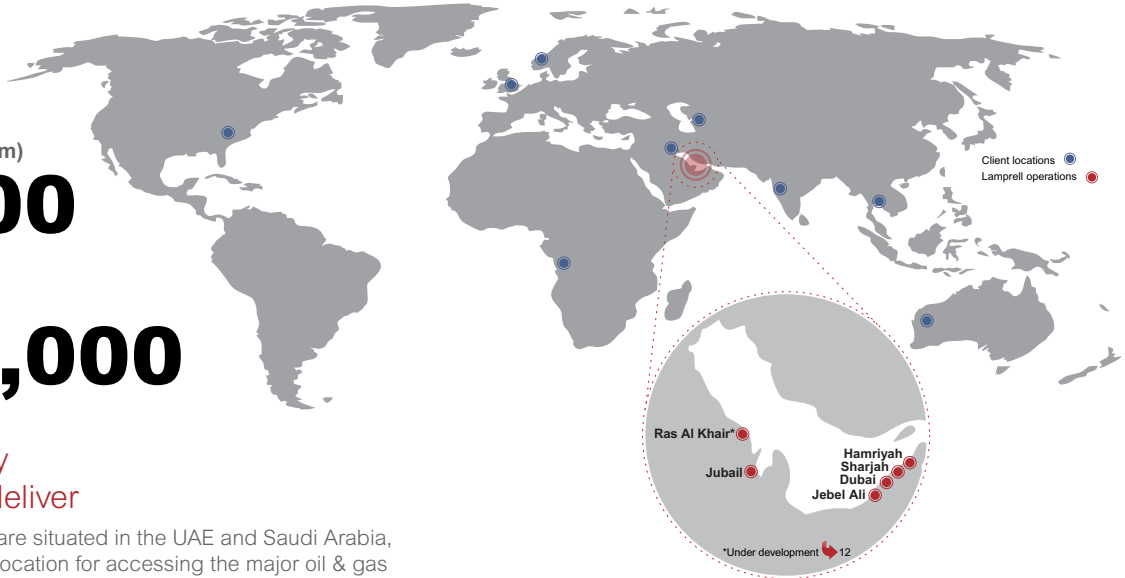 m)
00
,000
y
deliver
are situated in the UAE and Saudi Arabia,
ocation for accessing the major oil & gas
Client locations
Lamprell operations
Ras Al Khair*
Jubail
Hamriyah
Sharjah
Dubai
Jebel Ali
*Under development 12